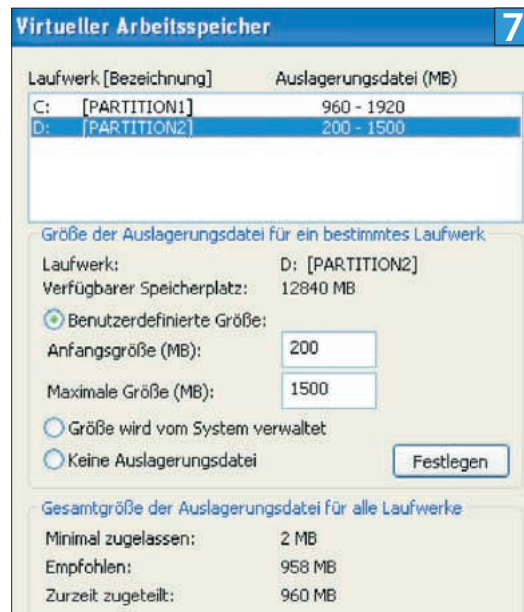 Virtueller Arbeitsspeicher 7
Laufwerk [Bezeichnung] Auslagerungsdatei (MB)
C: [PARTITION1] 960 - 1920
D: [PARTITION2] 200 - 1500
Größe der Auslagerungsdatei für ein bestimmtes Laufwerk
Laufwerk: D: [PARTITION2]
Verfügbarer Speicherplatz: 12840 MB
Benutzerdefinierte Größe:
Anfangsgröße (MB): 200
Maximale Größe (MB): 1500
Größe wird vom System verwaltet
Keine Auslagerungsdatei Festlegen
Gesamtgröße der Auslagerungsdatei für alle Laufwerke
Minimal zugelassen: 2 MB
Empfohlen: 958 MB
Zurzeit zugeteilt: 960 MB